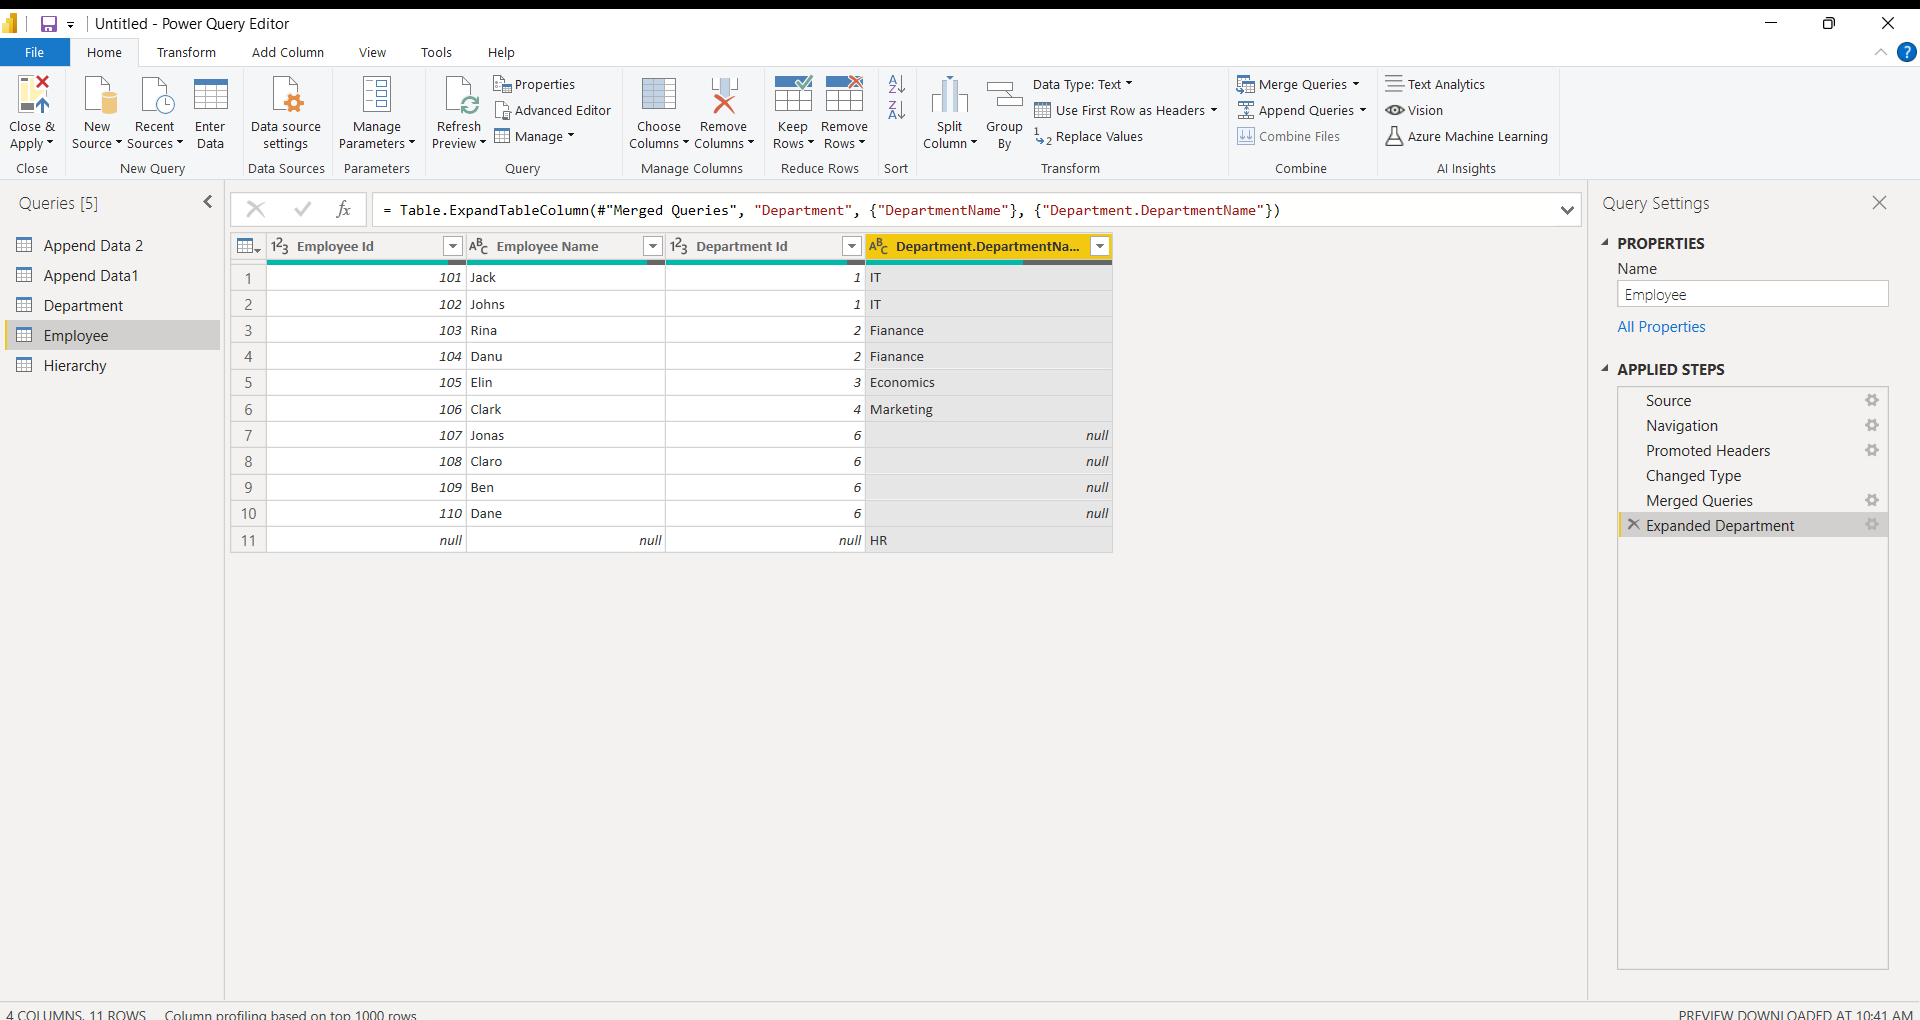 Untitled - Power Query Editor
File Home Transform Add Column View Tools Help
Close & Apply
Close
New Source
Recent Sources
Enter Data
New Query
Data source settings
Data Sources
Manage Parameters
Parameters
Refresh Preview
Properties
Advanced Editor
Manage
Query
Choose Columns
Remove Columns
Manage Columns
Keep Rows
Remove Rows
Reduce Rows
Sort
Split Column
Group By
Data Type: Text
Use First Row as Headers
Replace Values
Transform
Merge Queries
Append Queries
Combine Files
Combine
Text Analytics
Vision
Azure Machine Learning
AI Insights
Queries [5]
Append Data 2
Append Data1
Department
Employee
Hierarchy
fx = Table.ExpandTableColumn(#"Merged Queries", "Department", {"DepartmentName"}, {"Department.DepartmentName"})
123 Employee Id ABC Employee Name 123 Department Id ABC Department.DepartmentNa...
1 101 Jack 1 IT
2 102 Johns 1 IT
3 103 Rina 2 Fianance
4 104 Danu 2 Fianance
5 105 Elin 3 Economics
6 106 Clark 4 Marketing
7 107 Jonas 6 null
8 108 Claro 6 null
9 109 Ben 6 null
10 110 Dane 6 null
11 null null null HR
Query Settings
PROPERTIES
Name
Employee
All Properties
APPLIED STEPS
Source
Navigation
Promoted Headers
Changed Type
Merged Queries
Expanded Department
4 COLUMNS, 11 ROWS Column profiling based on top 1000 rows
PREVIEW DOWNLOADED AT 10:41 AM